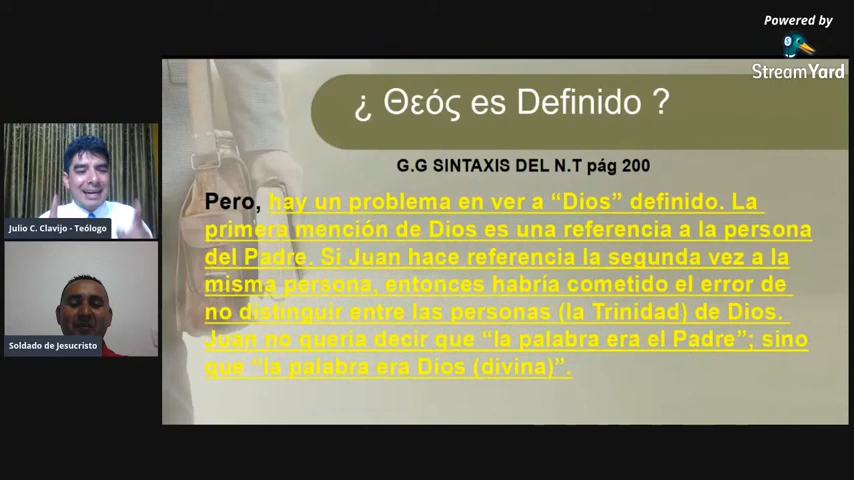 Powered by
StreamYard
¿ Θεός es Definido ?
G.G SINTAXIS DEL N.T pág 200
Pero, hay un problema en ver a “Dios” definido. La
primera mención de Dios es una referencia a la persona
del Padre. Si Juan hace referencia la segunda vez a la
misma persona, entonces habría cometido el error de
no distinguir entre las personas (la Trinidad) de Dios.
Juan no quería decir que “la palabra era el Padre”; sino
que “la palabra era Dios (divina)”.
Julio C. Clavijo - Teólogo
Soldado de Jesucristo